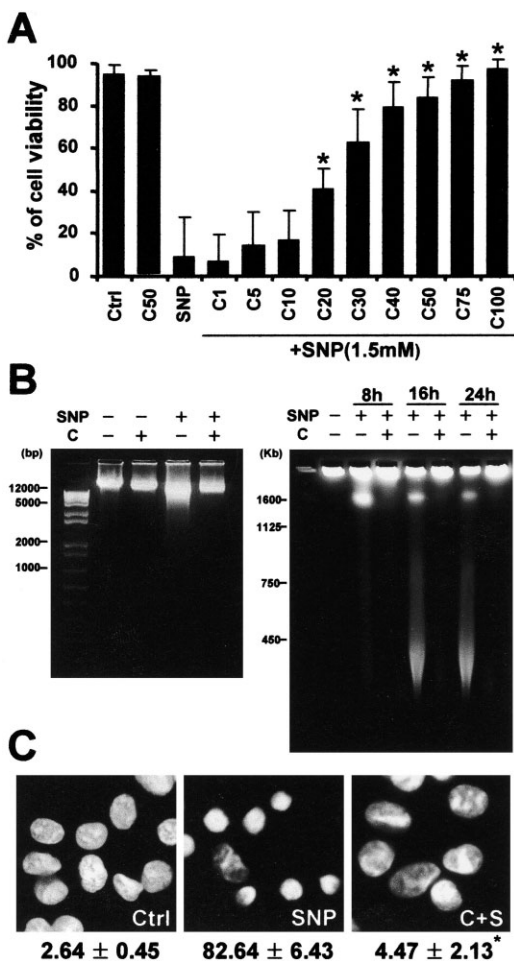 A
% of cell viability
100
80
60
40
20
0
Ctrl C50 SNP C1 C5 C10 C20 C30 C40 C50 C75 C100
* * * * * *
+SNP(1.5mM)
B
SNP − − + +
C − + − +
(bp)
12000
5000
2000
1000
8h 16h 24h
SNP − + + + + + +
C − − + − + − +
(Kb)
1600
1125
750
450
C
Ctrl SNP C+S
2.64 ± 0.45 82.64 ± 6.43 4.47 ± 2.13*